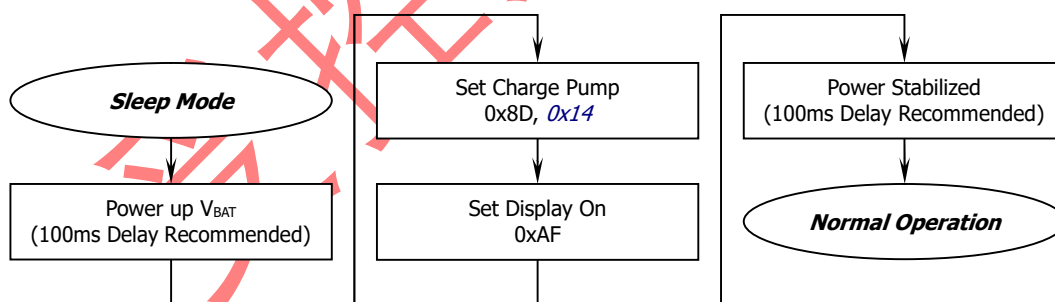 Sleep Mode
Power up VBAT
(100ms Delay Recommended)
Set Charge Pump
0x8D, 0x14
Set Display On
0xAF
Power Stabilized
(100ms Delay Recommended)
Normal Operation